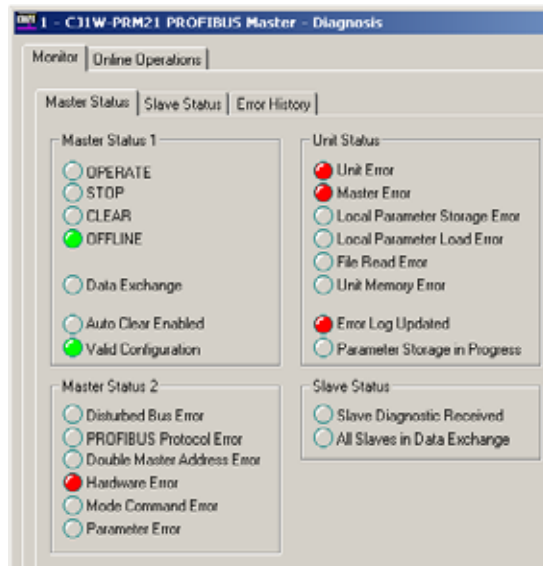 1 - CJ1W-PRM21 PROFIBUS Master - Diagnosis
Monitor
Online Operations
Master Status
Slave Status
Error History
Master Status 1
OPERATE
STOP
CLEAR
OFFLINE
Data Exchange
Auto Clear Enabled
Valid Configuration
Master Status 2
Disturbed Bus Error
PROFIBUS Protocol Error
Double Master Address Error
Hardware Error
Mode Command Error
Parameter Error
Unit Status
Unit Error
Master Error
Local Parameter Storage Error
Local Parameter Load Error
File Read Error
Unit Memory Error
Error Log Updated
Parameter Storage in Progress
Slave Status
Slave Diagnostic Received
All Slaves in Data Exchange